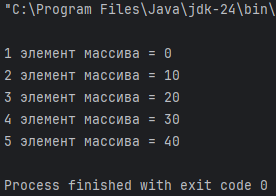 "C:\Program Files\Java\jdk-24\bin\
1 элемент массива = 0
2 элемент массива = 10
3 элемент массива = 20
4 элемент массива = 30
5 элемент массива = 40
Process finished with exit code 0